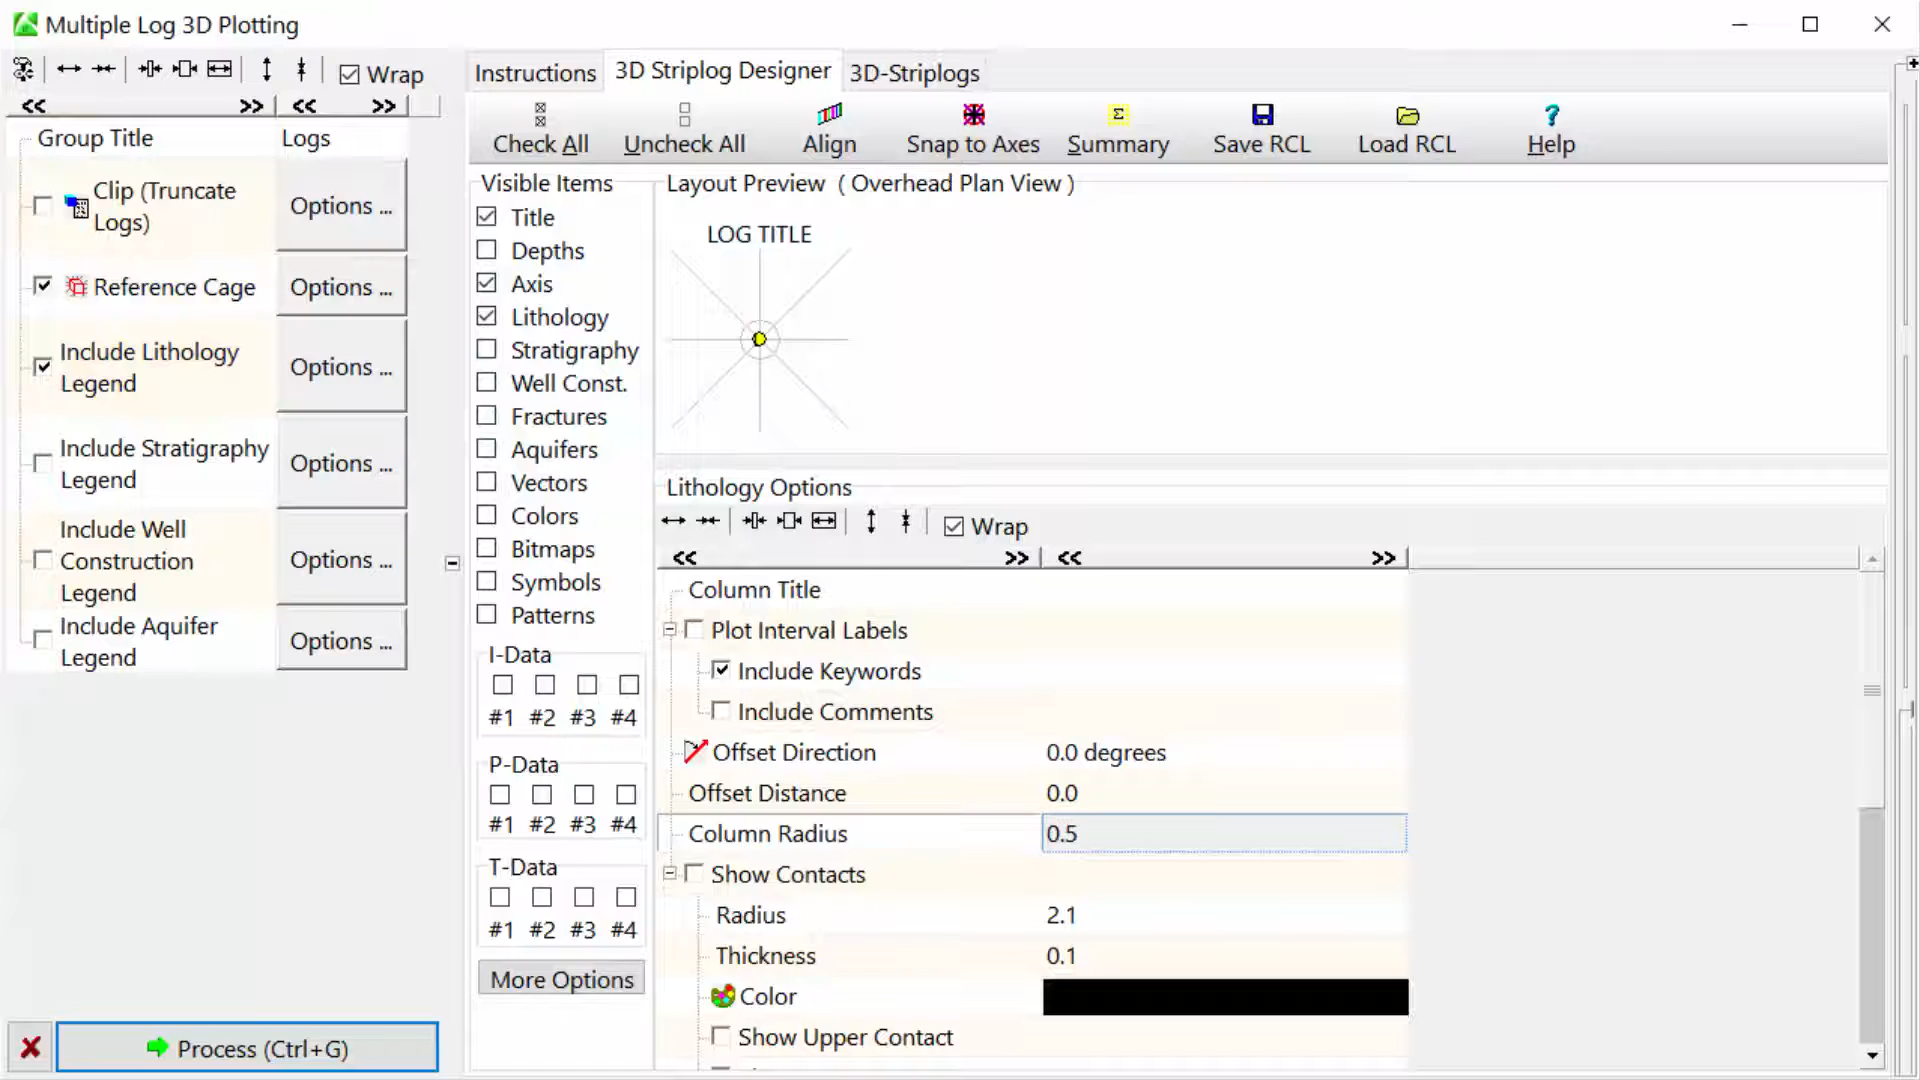 Multiple Log 3D Plotting
Wrap
<< >> << >>
Group Title Logs
Clip (Truncate
Logs)
Options ...
Reference Cage Options ...
Include Lithology
Legend
Options ...
Include Stratigraphy
Legend
Options ...
Include Well
Construction
Legend
Options ...
Include Aquifer
Legend
Options ...
Process (Ctrl+G)
Instructions 3D Striplog Designer 3D-Striplogs
Check All Uncheck All Align Snap to Axes Summary Save RCL Load RCL Help
Visible Items
Title
Depths
Axis
Lithology
Stratigraphy
Well Const.
Fractures
Aquifers
Vectors
Colors
Bitmaps
Symbols
Patterns
I-Data
#1 #2 #3 #4
P-Data
#1 #2 #3 #4
T-Data
#1 #2 #3 #4
More Options
Layout Preview ( Overhead Plan View )
LOG TITLE
Lithology Options
Wrap
<< >> << >>
Column Title
Plot Interval Labels
Include Keywords
Include Comments
Offset Direction 0.0 degrees
Offset Distance 0.0
Column Radius 0.5
Show Contacts
Radius 2.1
Thickness 0.1
Color
Show Upper Contact